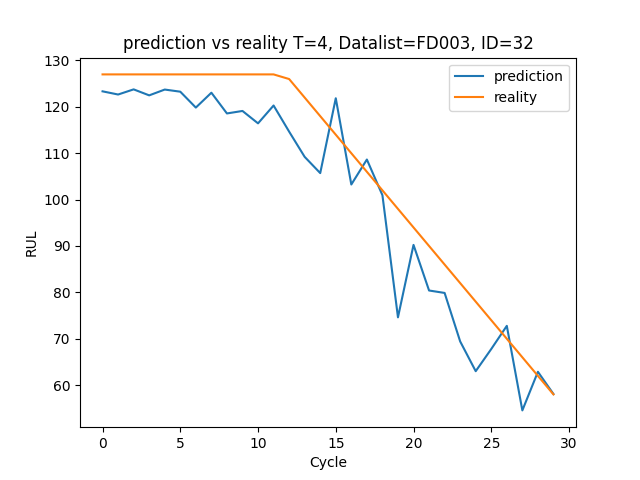 prediction vs reality T=4, Datalist=FD003, ID=32
prediction
reality
130
120
110
100
90
80
70
60
RUL
0 5 10 15 20 25 30
Cycle